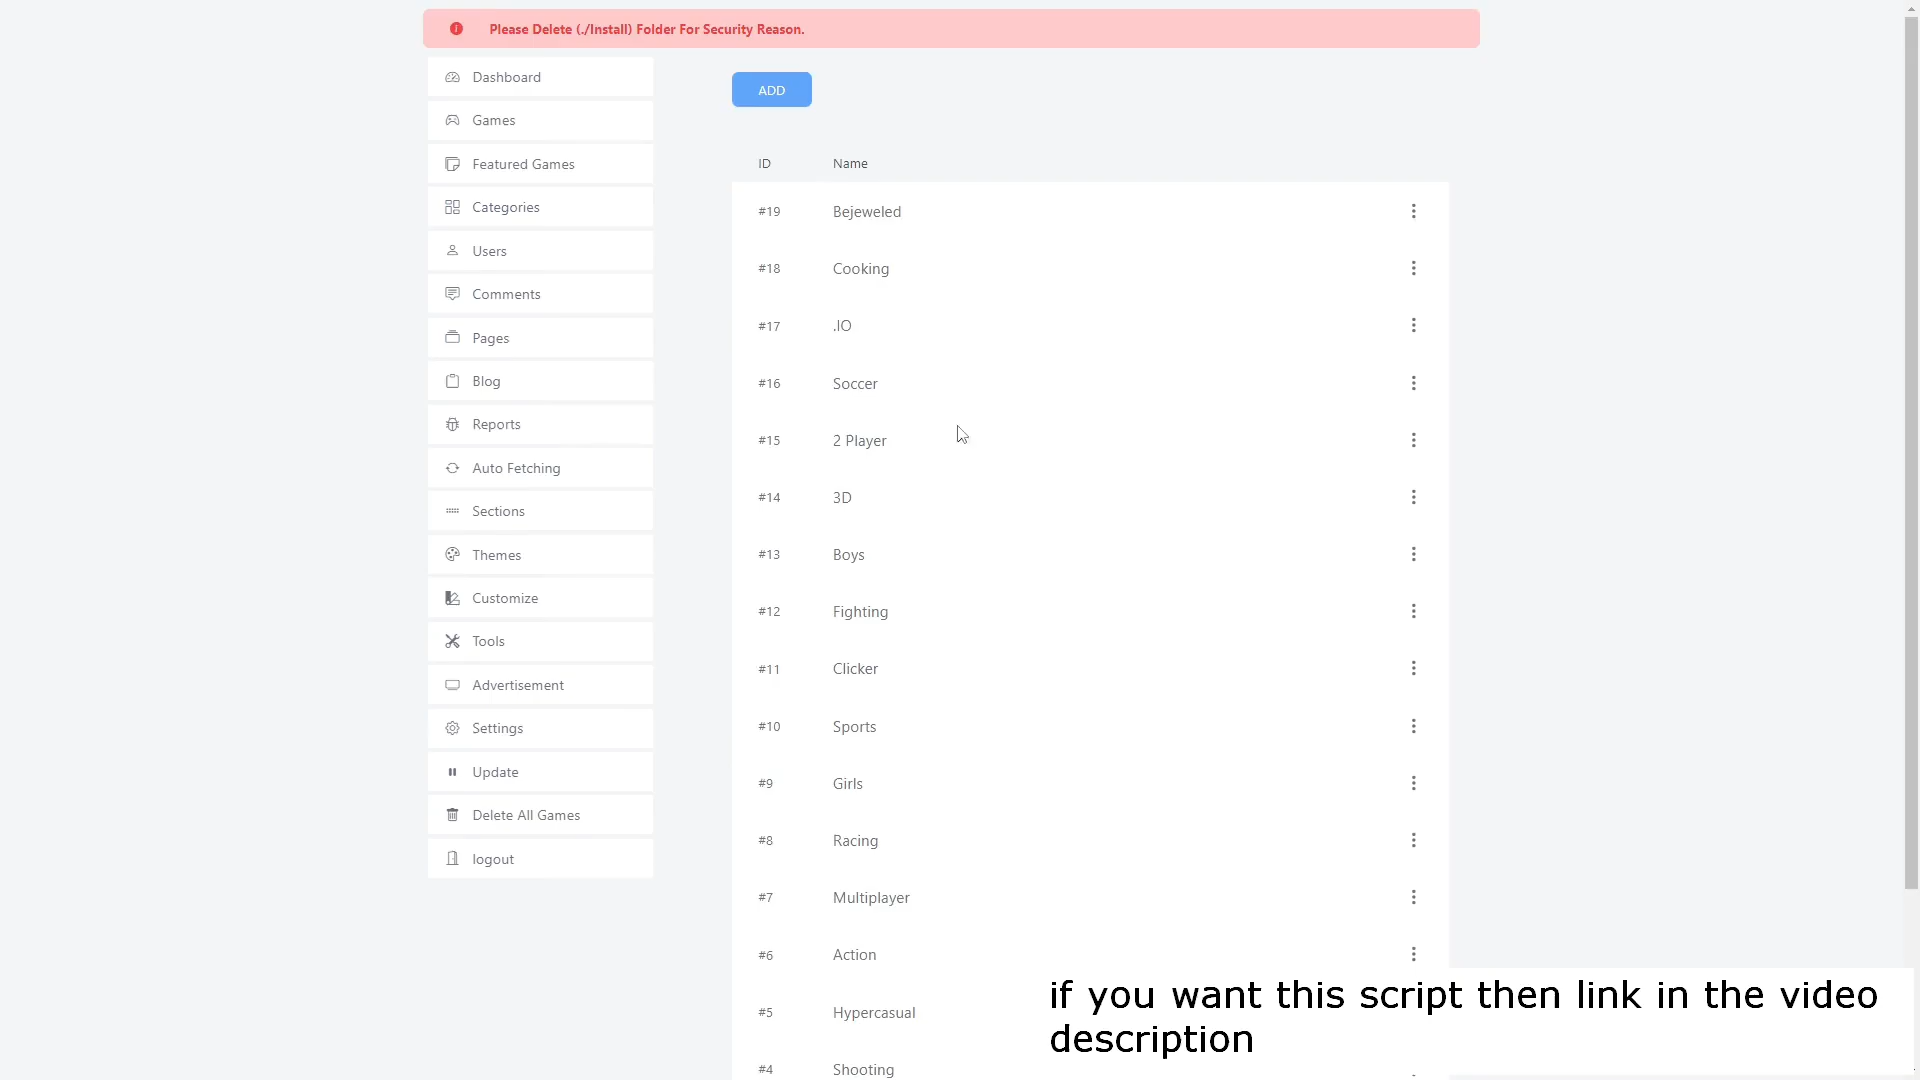 Please Delete (./Install) Folder For Security Reason.
Dashboard
Games
Featured Games
Categories
Users
Comments
Pages
Blog
Reports
Auto Fetching
Sections
Themes
Customize
Tools
Advertisement
Settings
Update
Delete All Games
logout
ADD
ID Name
#19 Bejeweled
#18 Cooking
#17 .IO
#16 Soccer
#15 2 Player
#14 3D
#13 Boys
#12 Fighting
#11 Clicker
#10 Sports
#9 Girls
#8 Racing
#7 Multiplayer
#6 Action
#5 Hypercasual
#4 Shooting
if you want this script then link in the video
description